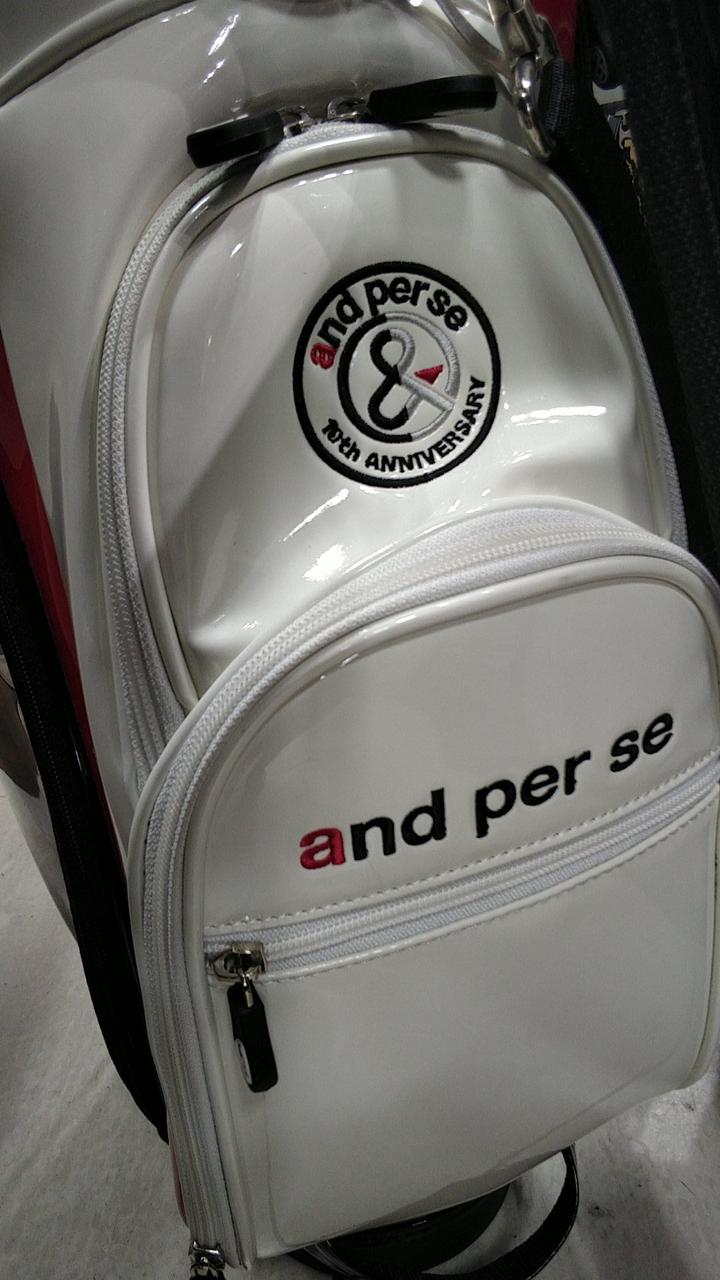 and per se
&
10th ANNIVERSARY
and per se